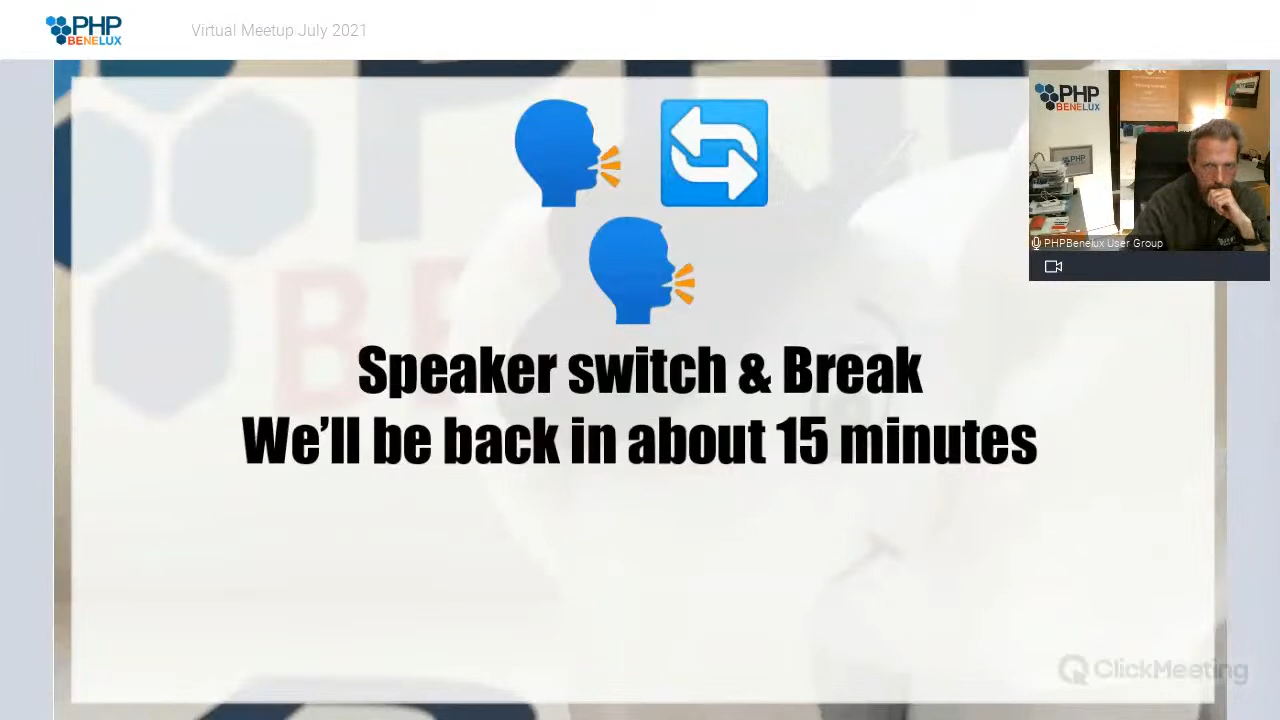 PHP
BENELUX
Virtual Meetup July 2021
PHP
BENELUX
PHP
PHPBenelux User Group
Speaker switch & Break
We'll be back in about 15 minutes
ClickMeeting